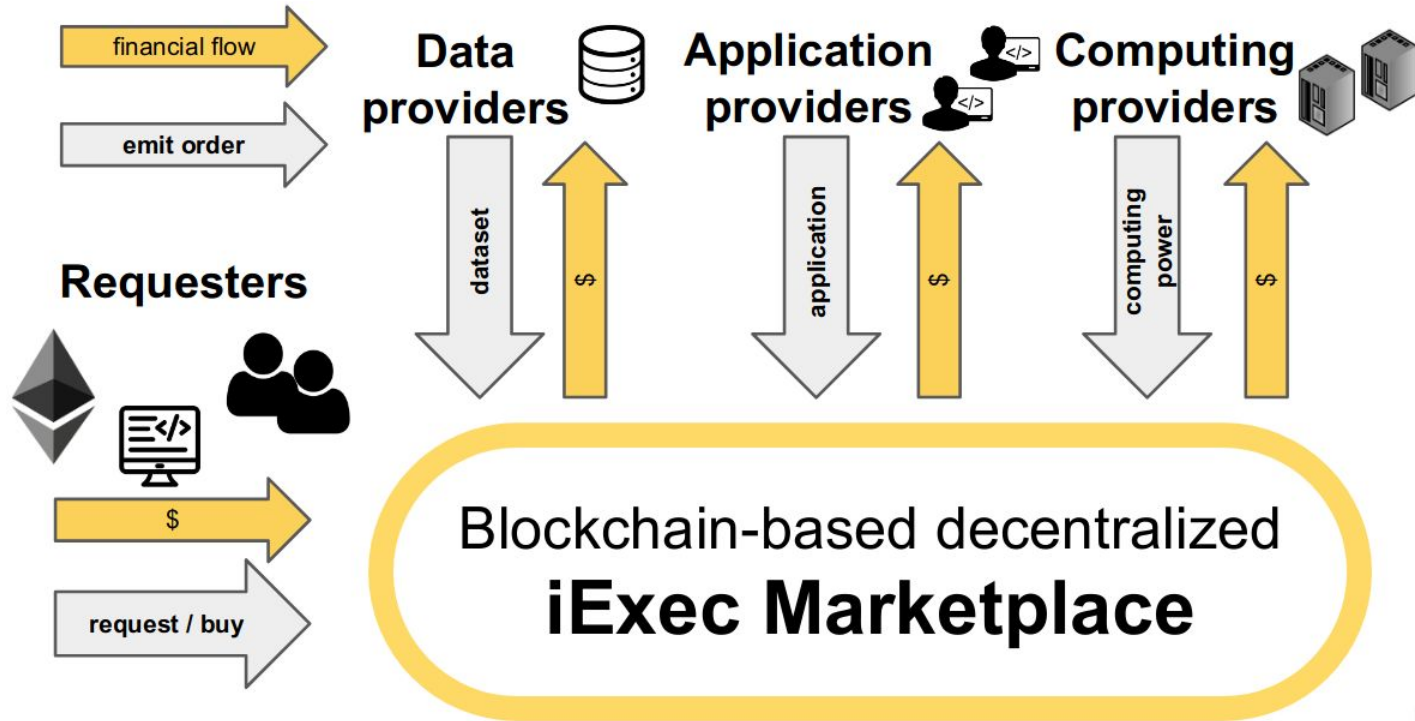 financial flow
emit order
Data
providers
Application
providers
</>
</>
Computing
providers
dataset
$
application
$
computing
power
$
Requesters
</>
$
request / buy
Blockchain-based decentralized
iExec Marketplace